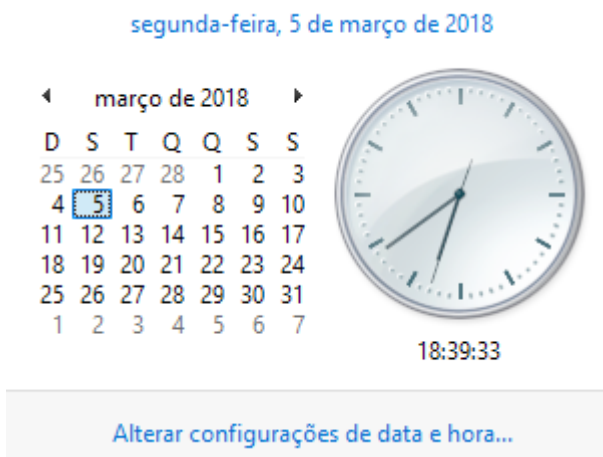 segunda-feira, 5 de março de 2018
março de 2018
D S T Q Q S S
25 26 27 28 1 2 3
4 5 6 7 8 9 10
11 12 13 14 15 16 17
18 19 20 21 22 23 24
25 26 27 28 29 30 31
1 2 3 4 5 6 7
18:39:33
Alterar configurações de data e hora...